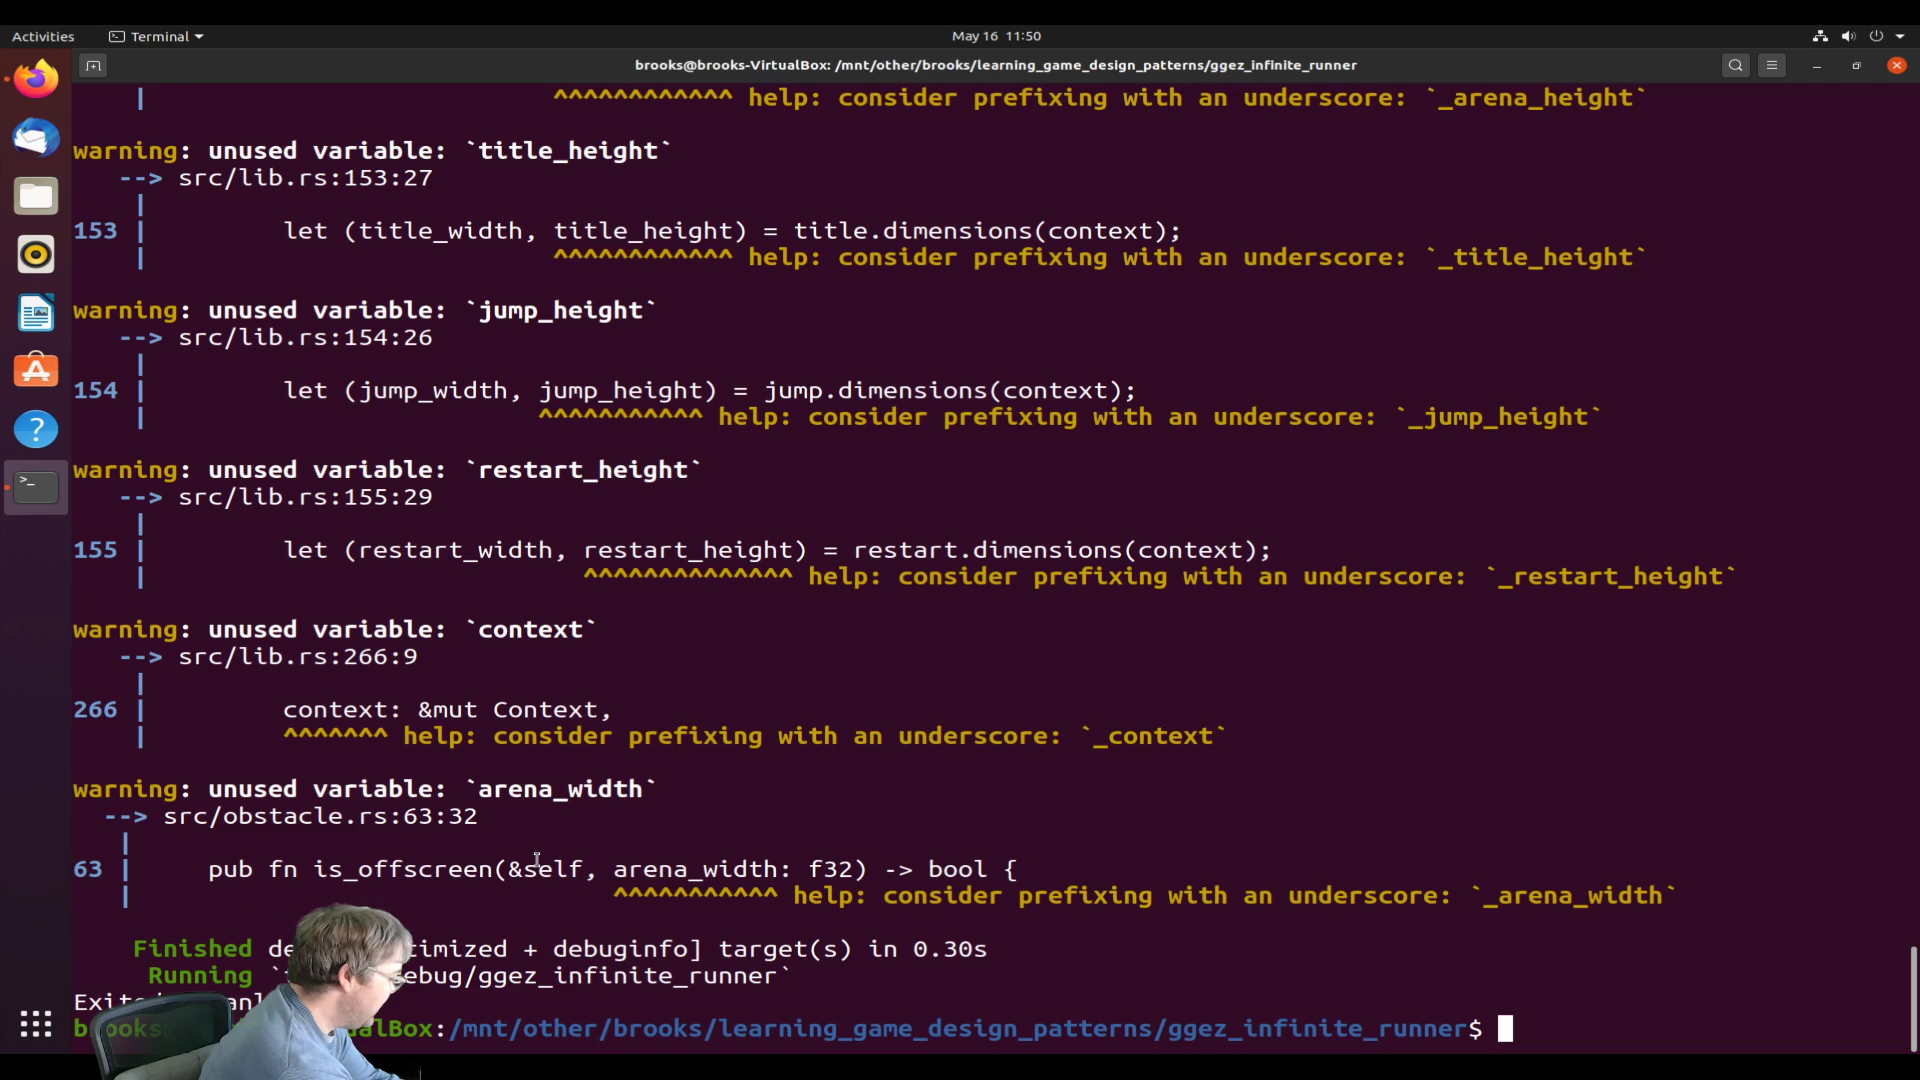 Activities
Terminal
May 16 11:50
brooks@brooks-VirtualBox: /mnt/other/brooks/learning_game_design_patterns/ggez_infinite_runner
| ^^^^^^^^^^^^ help: consider prefixing with an underscore: `_arena_height`
warning: unused variable: `title_height`
--> src/lib.rs:153:27
|
153 | let (title_width, title_height) = title.dimensions(context);
| ^^^^^^^^^^^^ help: consider prefixing with an underscore: `_title_height`
warning: unused variable: `jump_height`
--> src/lib.rs:154:26
|
154 | let (jump_width, jump_height) = jump.dimensions(context);
| ^^^^^^^^^^^ help: consider prefixing with an underscore: `_jump_height`
warning: unused variable: `restart_height`
--> src/lib.rs:155:29
|
155 | let (restart_width, restart_height) = restart.dimensions(context);
| ^^^^^^^^^^^^^^ help: consider prefixing with an underscore: `_restart_height`
warning: unused variable: `context`
--> src/lib.rs:266:9
|
266 | context: &mut Context,
| ^^^^^^^ help: consider prefixing with an underscore: `_context`
warning: unused variable: `arena_width`
--> src/obstacle.rs:63:32
|
63 | pub fn is_offscreen(&self, arena_width: f32) -> bool {
| ^^^^^^^^^^^ help: consider prefixing with an underscore: `_arena_width`
Finished + debuginfo] target(s) in 0.30s
Running ebug/ggez_infinite_runner`
brooks alBox:/mnt/other/brooks/learning_game_design_patterns/ggez_infinite_runner$